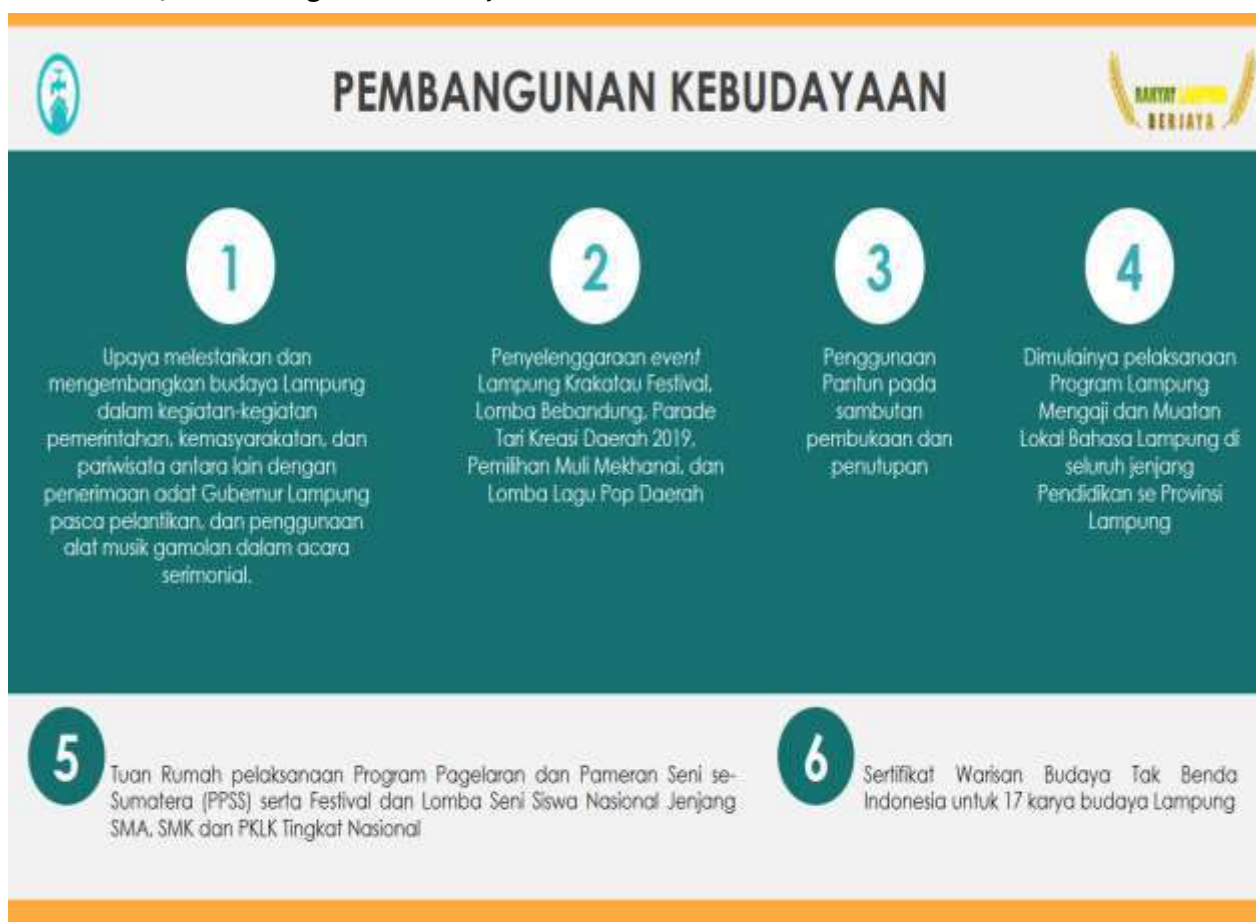 PEMBANGUNAN KEBUDAYAAN
RAKYAT LAMPUNG
BERJAYA
1
Upaya melestarikan dan
mengembangkan budaya Lampung
dalam kegiatan-kegiatan
pemerintahan, kemasyarakatan, dan
pariwisata antara lain dengan
penerimaan adat Gubernur Lampung
pasca pelantikan, dan penggunaan
alat musik gamolan dalam acara
serimonial.
2
Penyelenggaraan event
Lampung Krakatau Festival,
Lomba Bebandung, Parade
Tari Kreasi Daerah 2019,
Pemilihan Muli Mekhanai, dan
Lomba Lagu Pop Daerah
3
Penggunaan
Pantun pada
sambutan
pembukaan dan
penutupan
4
Dimulainya pelaksanaan
Program Lampung
Mengaji dan Muatan
Lokal Bahasa Lampung di
seluruh jenjang
Pendidikan se Provinsi
Lampung
5
Tuan Rumah pelaksanaan Program Pagelaran dan Pameran Seni se-
Sumatera (PPSS) serta Festival dan Lomba Seni Siswa Nasional Jenjang
SMA, SMK dan PKLK Tingkat Nasional
6
Sertifikat Warisan Budaya Tak Benda
Indonesia untuk 17 karya budaya Lampung